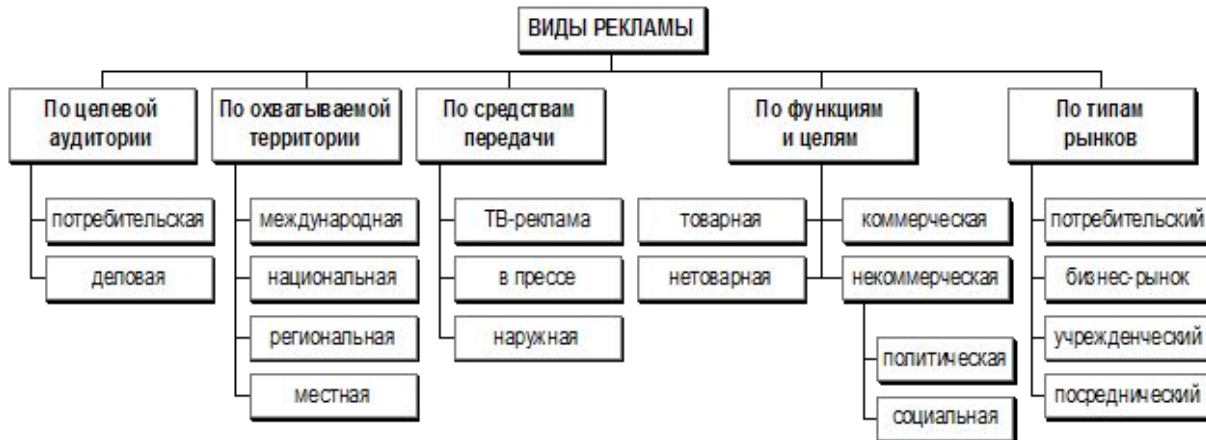 ВИДЫ РЕКЛАМЫ
По целевой
аудитории
потребительская
деловая
По охватываемой
территории
международная
национальная
региональная
местная
По средствам
передачи
ТВ-реклама
в прессе
наружная
По функциям
и целям
товарная
нетоварная
коммерческая
некоммерческая
политическая
социальная
По типам
рынков
потребительский
бизнес-рынок
учрежденческий
посреднический